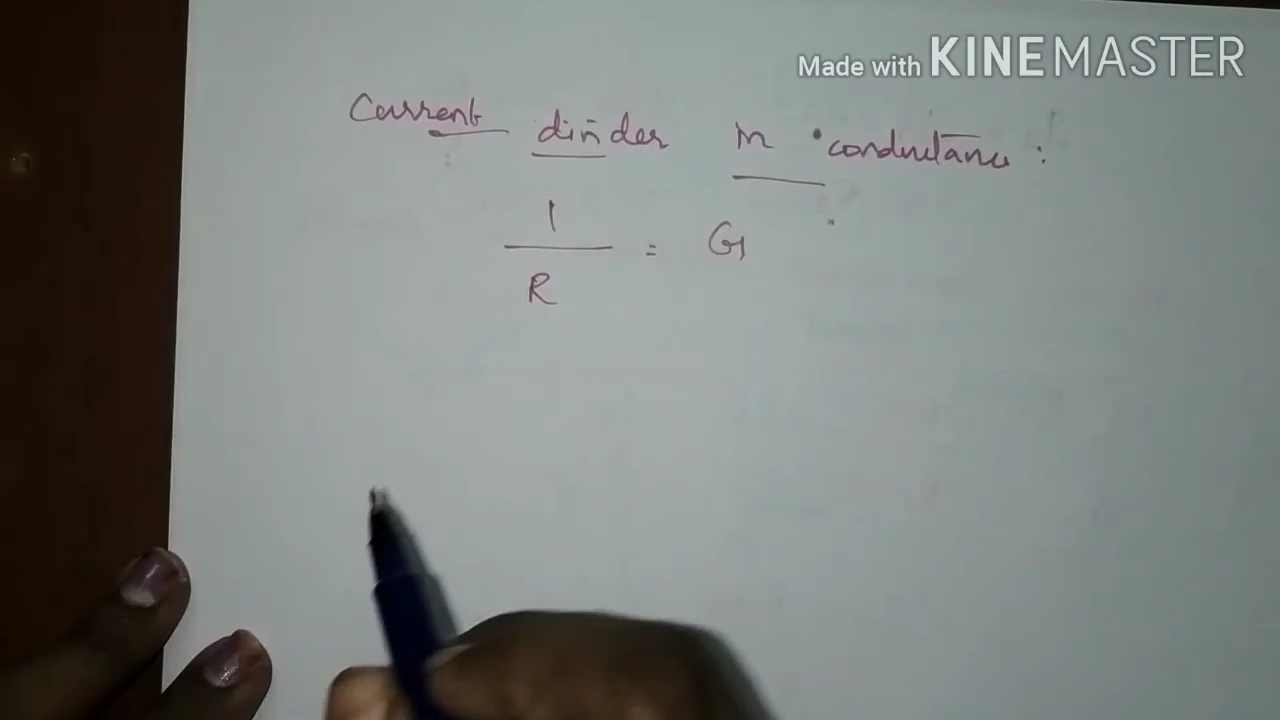 Made with KINEMASTER
Current divider in conductance :
1
R
= G